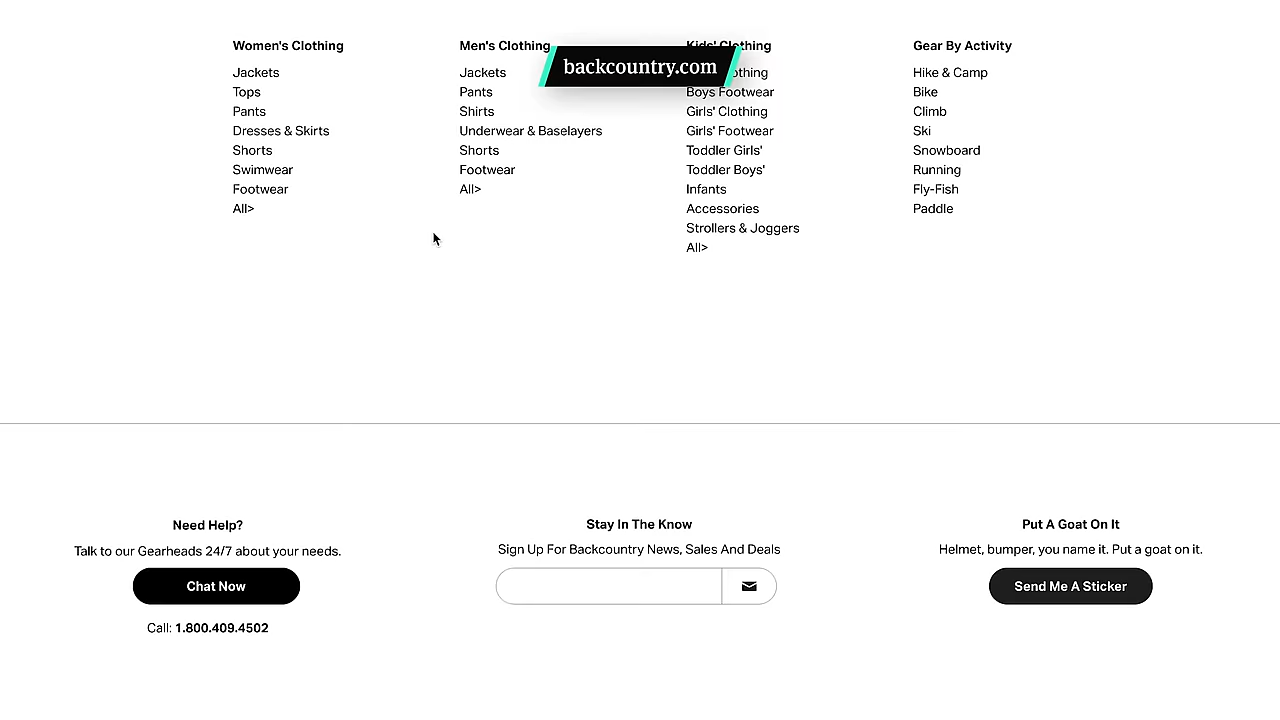 backcountry.com
Women's Clothing
Jackets
Tops
Pants
Dresses & Skirts
Shorts
Swimwear
Footwear
All>
Men's Clothing
Jackets
Pants
Shirts
Underwear & Baselayers
Shorts
Footwear
All>
Kids' Clothing
Boys Footwear
Girls' Clothing
Girls' Footwear
Toddler Girls'
Toddler Boys'
Infants
Accessories
Strollers & Joggers
All>
Gear By Activity
Hike & Camp
Bike
Climb
Ski
Snowboard
Running
Fly-Fish
Paddle
Need Help?
Talk to our Gearheads 24/7 about your needs.
Chat Now
Call: 1.800.409.4502
Stay In The Know
Sign Up For Backcountry News, Sales And Deals
Put A Goat On It
Helmet, bumper, you name it. Put a goat on it.
Send Me A Sticker